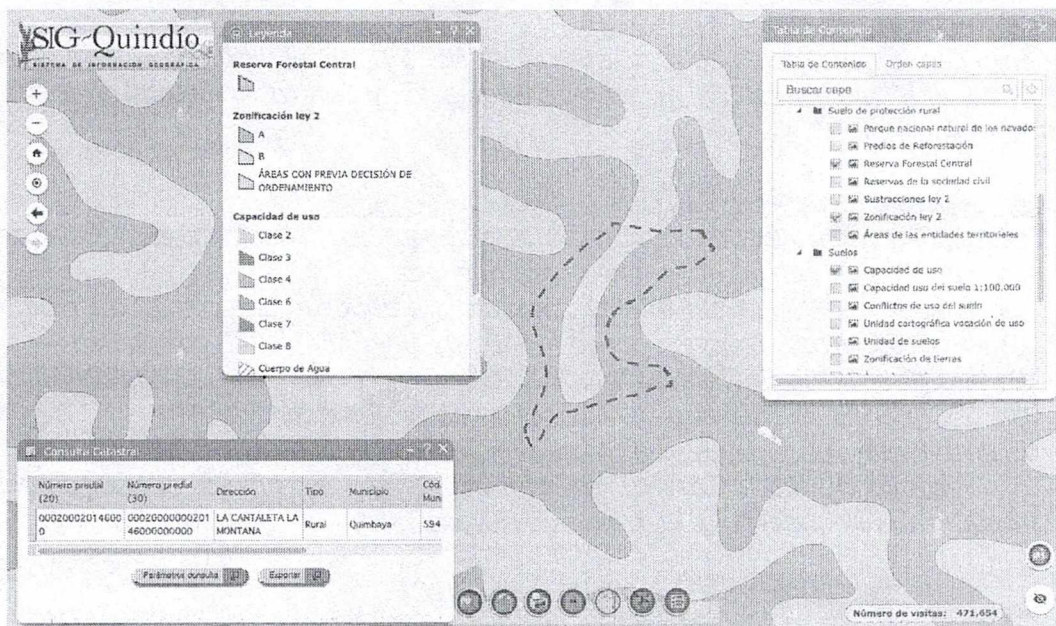 SIG-Quindío
SISTEMA DE INFORMACIÓN GEOGRÁFICA
Leyenda
Reserva Forestal Central
Zonificación ley 2
A
B
ÁREAS CON PREVIA DECISIÓN DE
ORDENAMIENTO
Capacidad de uso
Clase 2
Clase 3
Clase 4
Clase 6
Clase 7
Clase 8
Cuerpo de Agua
Tabla de Contenido
Tabla de Contenido Orden capas
Buscar capa
Suelo de protección rural
Parque nacional natural de los nevados
Predios de Reforestación
Reserva Forestal Central
Reservas de la sociedad civil
Sustracciones ley 2
Zonificación ley 2
Áreas de las entidades territoriales
Suelos
Capacidad de uso
Capacidad uso del suelo 1:100.000
Conflictos de uso del suelo
Unidad cartográfica vocación de uso
Unidad de suelos
Zonificación de tierras
Consulta Catastral
Número predial (20) Número predial (30) Dirección Tipo Municipio Cód. Mun
LA CANTALETA LA MONTANA Rural Quimbaya 594
Parámetros consulta Exportar
Número de visitas: 471,654